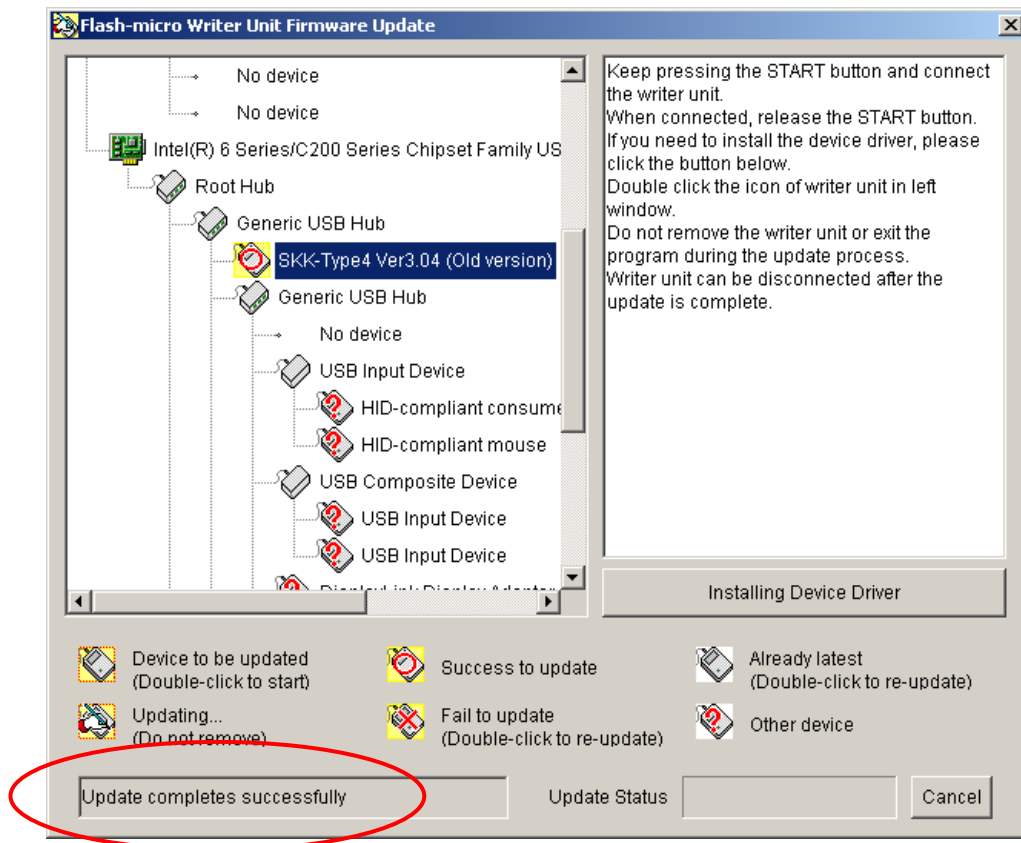 Flash-micro Writer Unit Firmware Update
No device
No device
Intel(R) 6 Series/C200 Series Chipset Family US
Root Hub
Generic USB Hub
SKK-Type4 Ver3.04 (Old version)
Generic USB Hub
No device
USB Input Device
HID-compliant consume
HID-compliant mouse
USB Composite Device
USB Input Device
USB Input Device
DisplayLink Display Adapter
Keep pressing the START button and connect
the writer unit.
When connected, release the START button.
If you need to install the device driver, please
click the button below.
Double click the icon of writer unit in left
window.
Do not remove the writer unit or exit the
program during the update process.
Writer unit can be disconnected after the
update is complete.
Installing Device Driver
Device to be updated
(Double-click to start)
Success to update
Already latest
(Double-click to re-update)
Updating...
(Do not remove)
Fail to update
(Double-click to re-update)
Other device
Update completes successfully
Update Status
Cancel